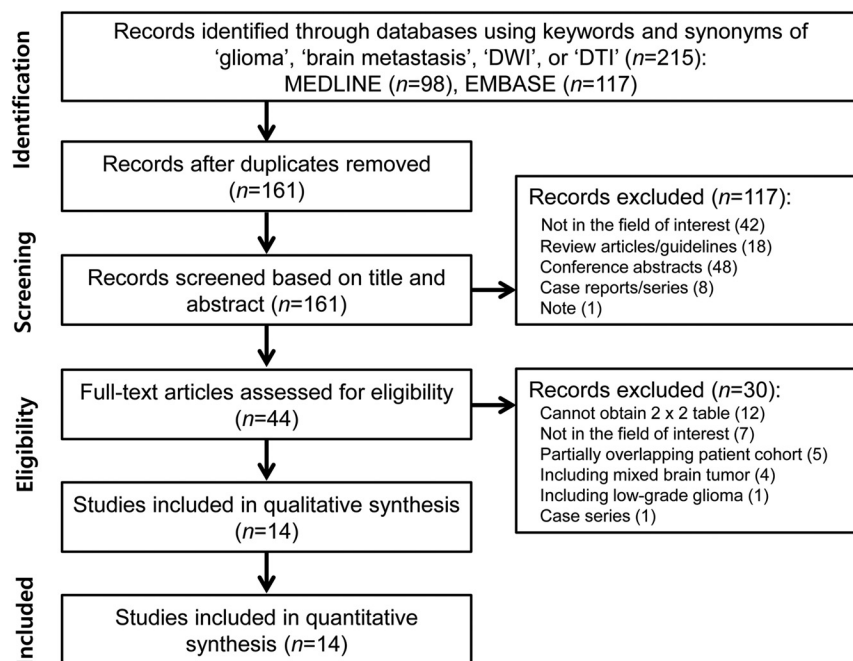 Identification
Records identified through databases using keywords and synonyms of
‘glioma’, ‘brain metastasis’, ‘DWI’, or ‘DTI’ (n=215):
MEDLINE (n=98), EMBASE (n=117)
Records after duplicates removed
(n=161)
Screening
Records screened based on title and
abstract (n=161)
Records excluded (n=117):
Not in the field of interest (42)
Review articles/guidelines (18)
Conference abstracts (48)
Case reports/series (8)
Note (1)
Eligibility
Full-text articles assessed for eligibility
(n=44)
Records excluded (n=30):
Cannot obtain 2 x 2 table (12)
Not in the field of interest (7)
Partially overlapping patient cohort (5)
Including mixed brain tumor (4)
Including low-grade glioma (1)
Case series (1)
Studies included in qualitative synthesis
(n=14)
Included
Studies included in quantitative
synthesis (n=14)